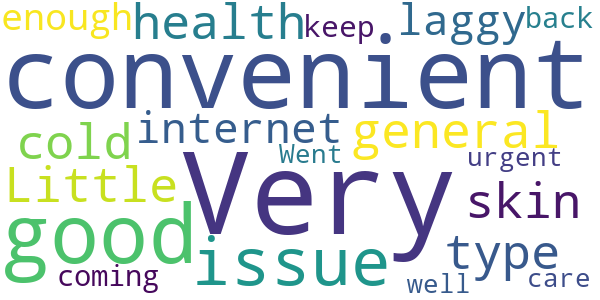 enough health keep laggy back
convenient.
cold internet general
Went
Little Very urgent
skin
good issue type
coming well care